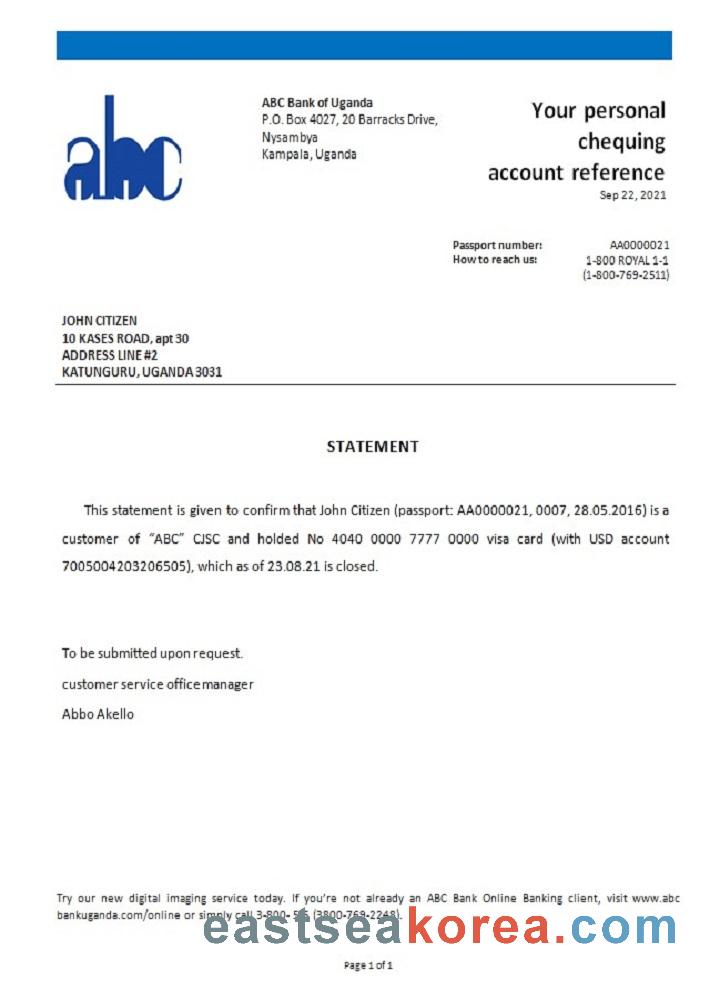 abc
ABC Bank of Uganda
P.O. Box 4027, 20 Barracks Drive,
Nysambya
Kampala, Uganda
Your personal
chequing
account reference
Sep 22, 2021
Passport number: AA0000021
How to reach us: 1-800 ROYAL 1-1
(1-800-769-2511)
JOHN CITIZEN
10 KASES ROAD, apt 30
ADDRESS LINE #2
KATUNGURU, UGANDA 3031
STATEMENT
This statement is given to confirm that John Citizen (passport: AA0000021, 0007, 28.05.2016) is a
customer of “ABC” CJSC and holded No 4040 0000 7777 0000 visa card (with USD account
7005004203206505), which as of 23.08.21 is closed.
To be submitted upon request.
customer service office manager
Abbo Akello
Try our new digital imaging service today. If you’re not already an ABC Bank Online Banking client, visit www.abc
bankuganda.com/online or simply call (3800-769-2248).
eastseakorea.com
Page 1 of 1